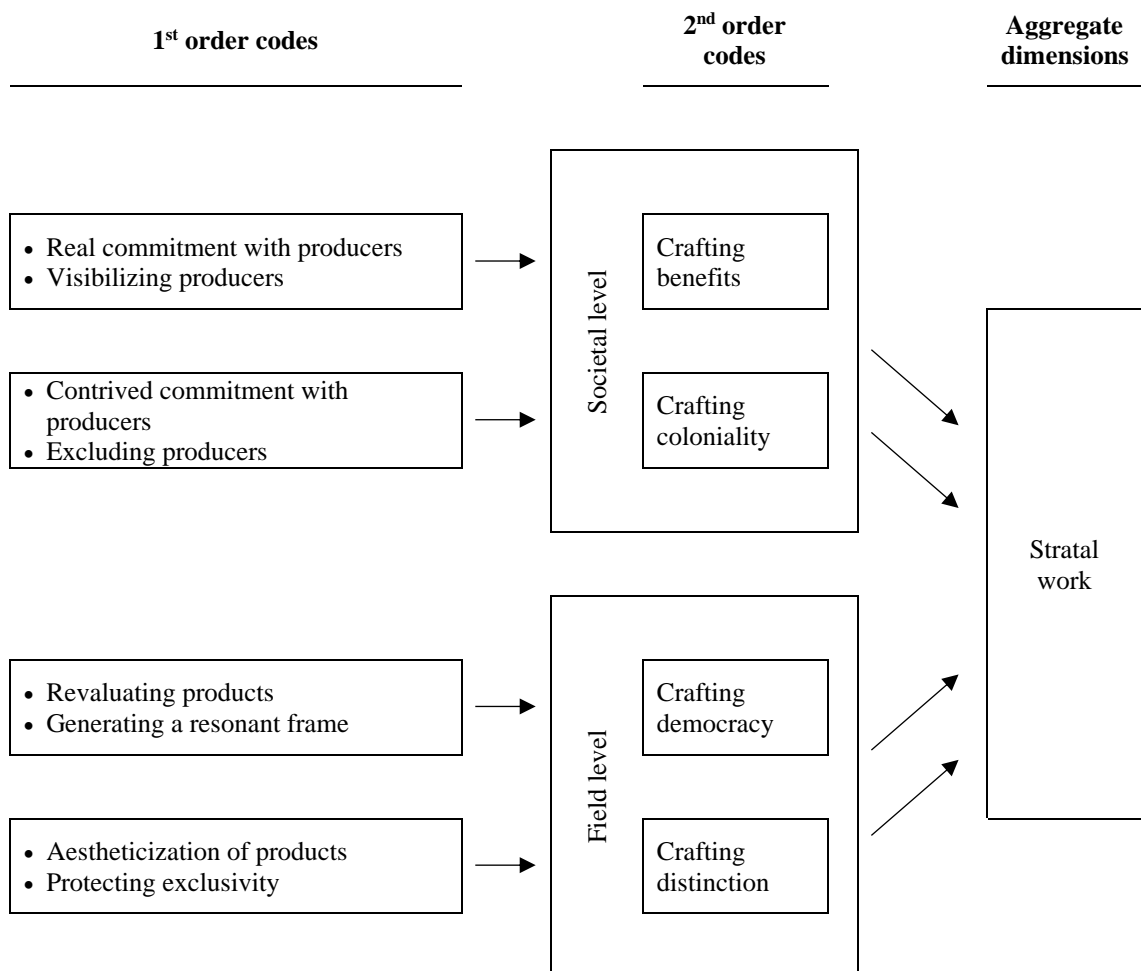 1st order codes
2nd order
codes
Aggregate
dimensions
• Real commitment with producers
• Visibilizing producers
• Contrived commitment with
producers
• Excluding producers
Societal level
Crafting
benefits
Crafting
coloniality
• Revaluating products
• Generating a resonant frame
• Aestheticization of products
• Protecting exclusivity
Field level
Crafting
democracy
Crafting
distinction
Stratal
work